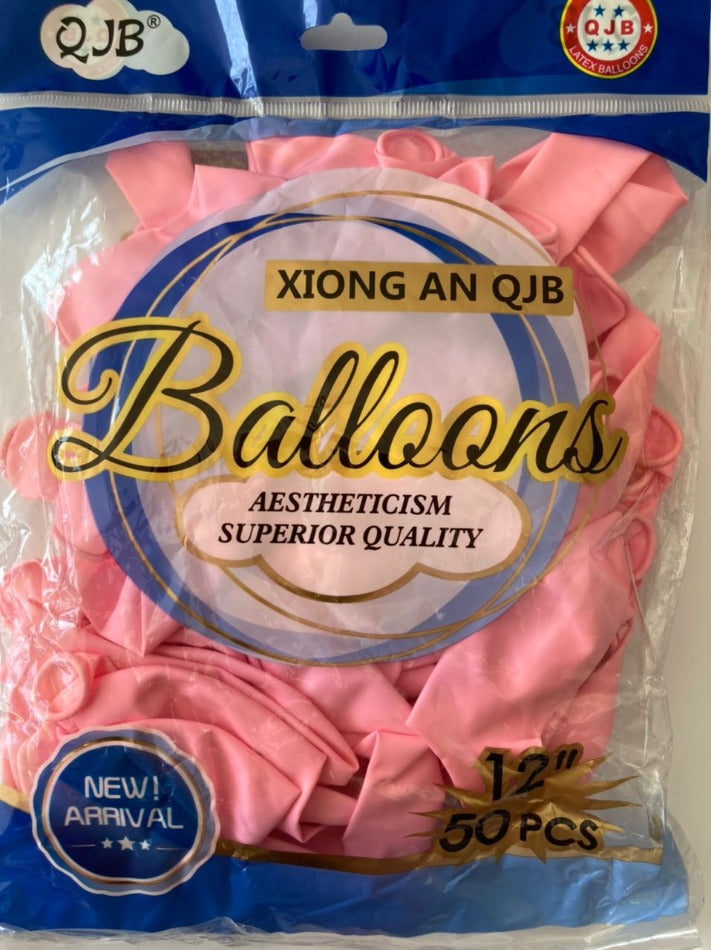 QJB®
QJB
LATEX BALLOONS
XIONG AN QJB
Balloons
AESTHETICISM
SUPERIOR QUALITY
NEW!
ARRIVAL
12"
50 PCS